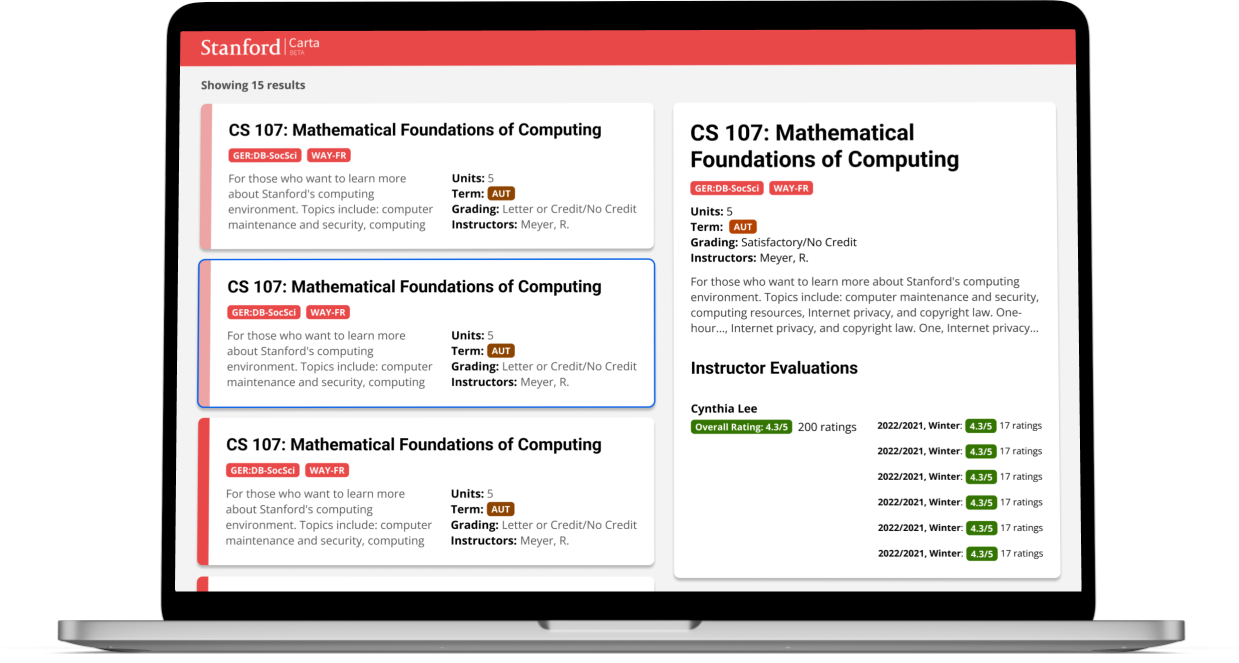 Stanford Carta
BETA
Showing 15 results
CS 107: Mathematical Foundations of Computing
GER:DB-SocSci WAY-FR
For those who want to learn more
about Stanford's computing
environment. Topics include: computer
maintenance and security, computing
Units: 5
Term: AUT
Grading: Letter or Credit/No Credit
Instructors: Meyer, R.
CS 107: Mathematical Foundations of Computing
GER:DB-SocSci WAY-FR
For those who want to learn more
about Stanford's computing
environment. Topics include: computer
maintenance and security, computing
Units: 5
Term: AUT
Grading: Letter or Credit/No Credit
Instructors: Meyer, R.
CS 107: Mathematical Foundations of Computing
GER:DB-SocSci WAY-FR
For those who want to learn more
about Stanford's computing
environment. Topics include: computer
maintenance and security, computing
Units: 5
Term: AUT
Grading: Letter or Credit/No Credit
Instructors: Meyer, R.
CS 107: Mathematical
Foundations of Computing
GER:DB-SocSci WAY-FR
Units: 5
Term: AUT
Grading: Satisfactory/No Credit
Instructors: Meyer, R.
For those who want to learn more about Stanford's computing
environment. Topics include: computer maintenance and security,
computing resources, Internet privacy, and copyright law. One-
hour..., Internet privacy, and copyright law. One, Internet privacy...
Instructor Evaluations
Cynthia Lee
Overall Rating: 4.3/5 200 ratings
2022/2021, Winter: 4.3/5 17 ratings
2022/2021, Winter: 4.3/5 17 ratings
2022/2021, Winter: 4.3/5 17 ratings
2022/2021, Winter: 4.3/5 17 ratings
2022/2021, Winter: 4.3/5 17 ratings
2022/2021, Winter: 4.3/5 17 ratings